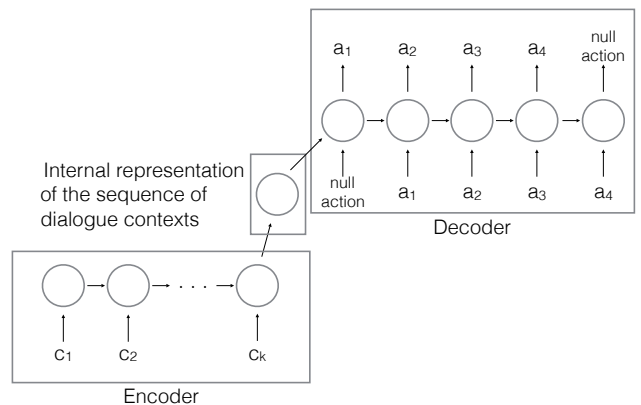 null
action
a1 a2 a3 a4
Internal representation
of the sequence of
dialogue contexts
null
action
a1 a2 a3 a4
Decoder
. . .
c1 c2 ck
Encoder